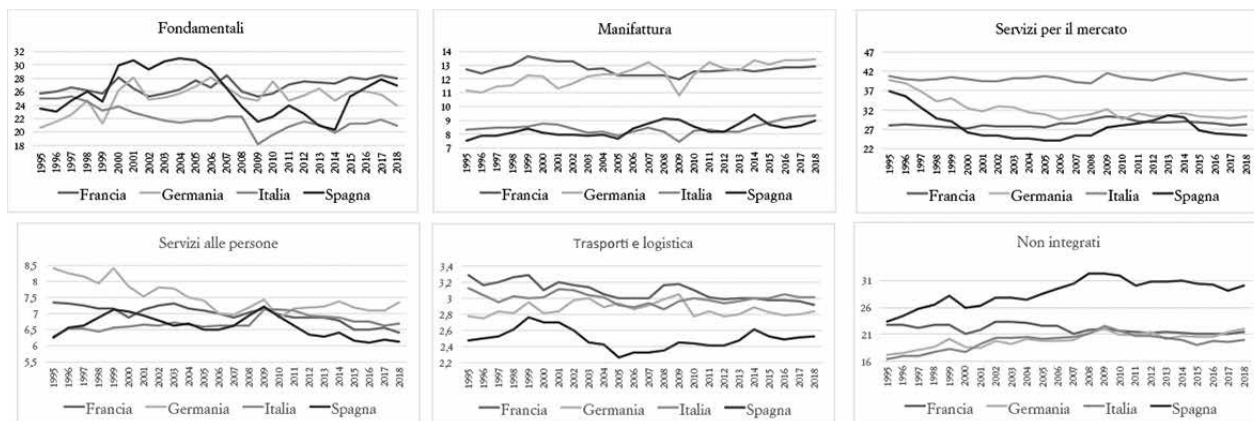 Fondamentali
32
30
28
26
24
22
20
18
1995 1996 1997 1998 1999 2000 2001 2002 2003 2004 2005 2006 2007 2008 2009 2010 2011 2012 2013 2014 2015 2016 2017 2018
Francia Germania Italia Spagna
Manifattura
14
13
12
11
10
9
8
7
1995 1996 1997 1998 1999 2000 2001 2002 2003 2004 2005 2006 2007 2008 2009 2010 2011 2012 2013 2014 2015 2016 2017 2018
Francia Germania Italia Spagna
Servizi per il mercato
47
42
37
32
27
22
1995 1996 1997 1998 1999 2000 2001 2002 2003 2004 2005 2006 2007 2008 2009 2010 2011 2012 2013 2014 2015 2016 2017 2018
Francia Germania Italia Spagna
Servizi alle persone
8,5
8
7,5
7
6,5
6
5,5
1995 1996 1997 1998 1999 2000 2001 2002 2003 2004 2005 2006 2007 2008 2009 2010 2011 2012 2013 2014 2015 2016 2017 2018
Francia Germania Italia Spagna
Trasporti e logistica
3,4
3,2
3
2,8
2,6
2,4
2,2
1995 1996 1997 1998 1999 2000 2001 2002 2003 2004 2005 2006 2007 2008 2009 2010 2011 2012 2013 2014 2015 2016 2017 2018
Francia Germania Italia Spagna
Non integrati
31
26
21
16
1995 1996 1997 1998 1999 2000 2001 2002 2003 2004 2005 2006 2007 2008 2009 2010 2011 2012 2013 2014 2015 2016 2017 2018
Francia Germania Italia Spagna